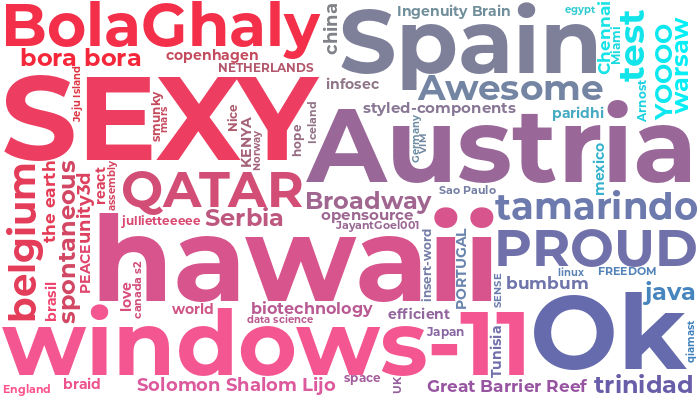 BolaGhaly
china
Spain
Ingenuity Brain
egypt
Chennai
Miami
test
YOOOO
warsaw
bora bora
copenhagen
NETHERLANDS
infosec
Awesome
Arnost
SEXY
Jeju Island
smunky
mars
Nice
KENYA
Norway
hope
Iceland
styled-components
paridhi
Austria
Germany
VIM
mexico
belgium
the earth
spontaneous
PEACE
unity3d
react
assembly
QATAR
Broadway
Sao Paulo
tamarindo
jullietteeeee
Serbia
opensource
JayantGoel001
hawaii
insert-word
PORTUGAL
PROUD
brasil
love
canada s2
SENSE
linux
FREEDOM
bumbum
java
world
biotechnology
data science
efficient
windows-11
Japan
Tunisia
Ok
qiamast
England
braid
Solomon Shalom Lijo
space
UK
Great Barrier Reef
trinidad